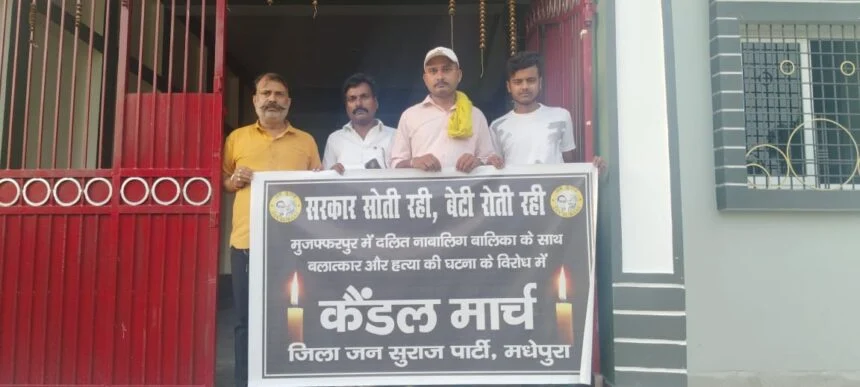 सरकार सोती रही, बेटी रोती रही
मुजफ्फरपुर में दलित नाबालिग बालिका के साथ
बलात्कार और हत्या की घटना के विरोध में
कैंडल मार्च
जिला जन सुराज पार्टी, मधेपुरा